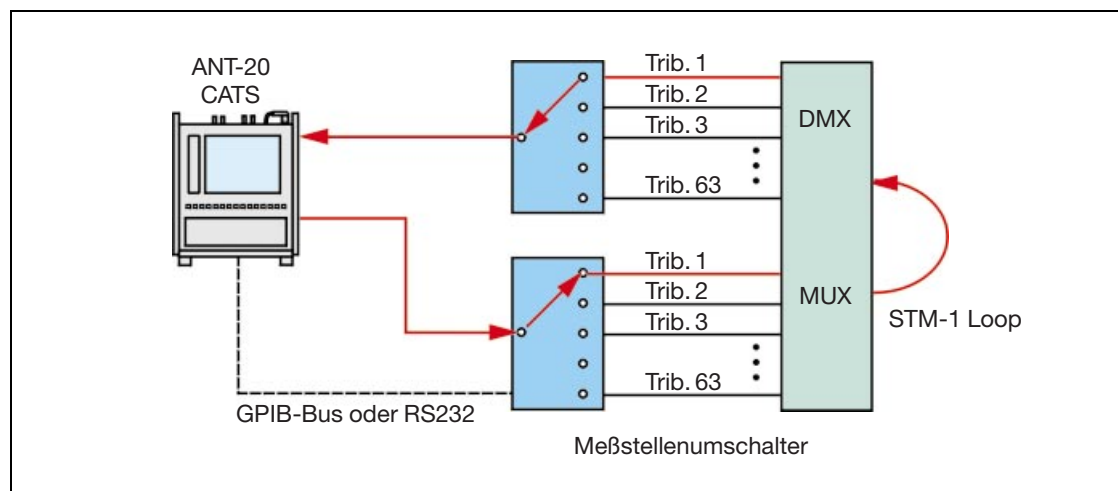 ANT-20
CATS
Trib. 1
Trib. 2
Trib. 3
Trib. 63
DMX
Trib. 1
Trib. 2
Trib. 3
Trib. 63
MUX
STM-1 Loop
GPIB-Bus oder RS232
Meßstellenumschalter